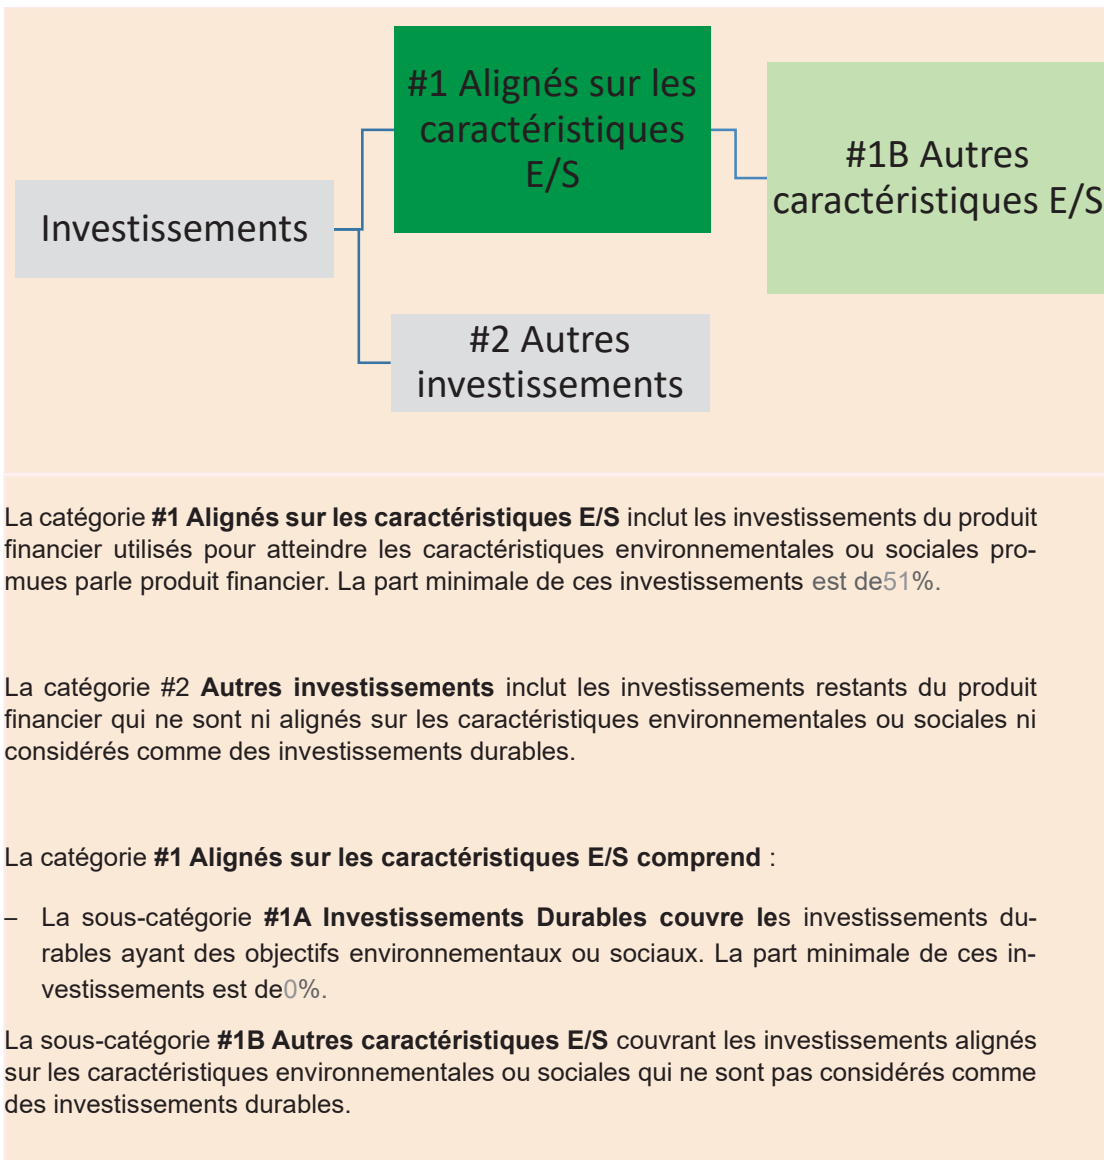 #1 Alignés sur les
caractéristiques
E/S
#1B Autres
caractéristiques E/S
Investissements
#2 Autres
investissements
La catégorie #1 Alignés sur les caractéristiques E/S inclut les investissements du produit
financier utilisés pour atteindre les caractéristiques environnementales ou sociales pro-
mues parle produit financier. La part minimale de ces investissements est de51%.
La catégorie #2 Autres investissements inclut les investissements restants du produit
financier qui ne sont ni alignés sur les caractéristiques environnementales ou sociales ni
considérés comme des investissements durables.
La catégorie #1 Alignés sur les caractéristiques E/S comprend :
– La sous-catégorie #1A Investissements Durables couvre les investissements du-
rables ayant des objectifs environnementaux ou sociaux. La part minimale de ces in-
vestissements est de0%.
La sous-catégorie #1B Autres caractéristiques E/S couvrant les investissements alignés
sur les caractéristiques environnementales ou sociales qui ne sont pas considérés comme
des investissements durables.